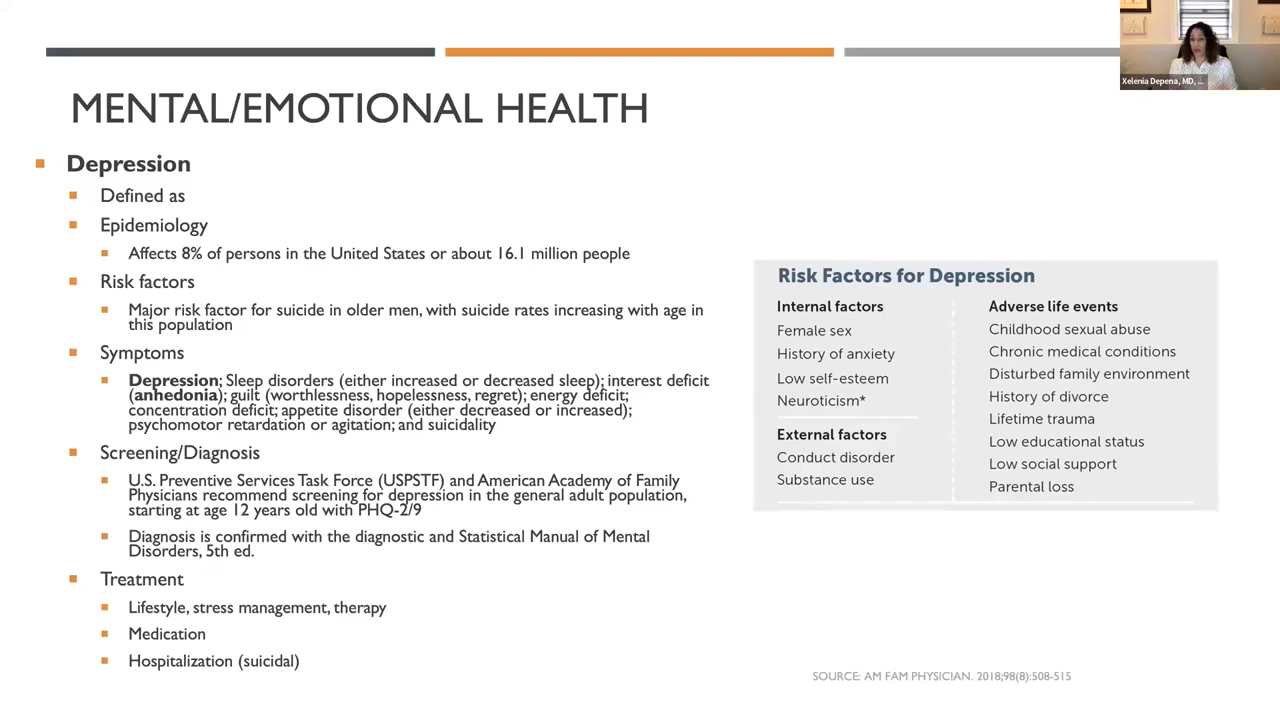 MENTAL/EMOTIONAL HEALTH
Depression
Defined as
Epidemiology
Affects 8% of persons in the United States or about 16.1 million people
Risk factors
Major risk factor for suicide in older men, with suicide rates increasing with age in
this population
Symptoms
Depression; Sleep disorders (either increased or decreased sleep); interest deficit
(anhedonia); guilt (worthlessness, hopelessness, regret); energy deficit;
concentration deficit; appetite disorder (either decreased or increased);
psychomotor retardation or agitation; and suicidality
Screening/Diagnosis
U.S. Preventive Services Task Force (USPSTF) and American Academy of Family
Physicians recommend screening for depression in the general adult population,
starting at age 12 years old with PHQ-2/9
Diagnosis is confirmed with the diagnostic and Statistical Manual of Mental
Disorders, 5th ed.
Treatment
Lifestyle, stress management, therapy
Medication
Hospitalization (suicidal)
Risk Factors for Depression
Internal factors
Female sex
History of anxiety
Low self-esteem
Neuroticism*
External factors
Conduct disorder
Substance use
Adverse life events
Childhood sexual abuse
Chronic medical conditions
Disturbed family environment
History of divorce
Lifetime trauma
Low educational status
Low social support
Parental loss
SOURCE: AM FAM PHYSICIAN. 2018;98(8):508-515
Xelenia Depena, MD, ...